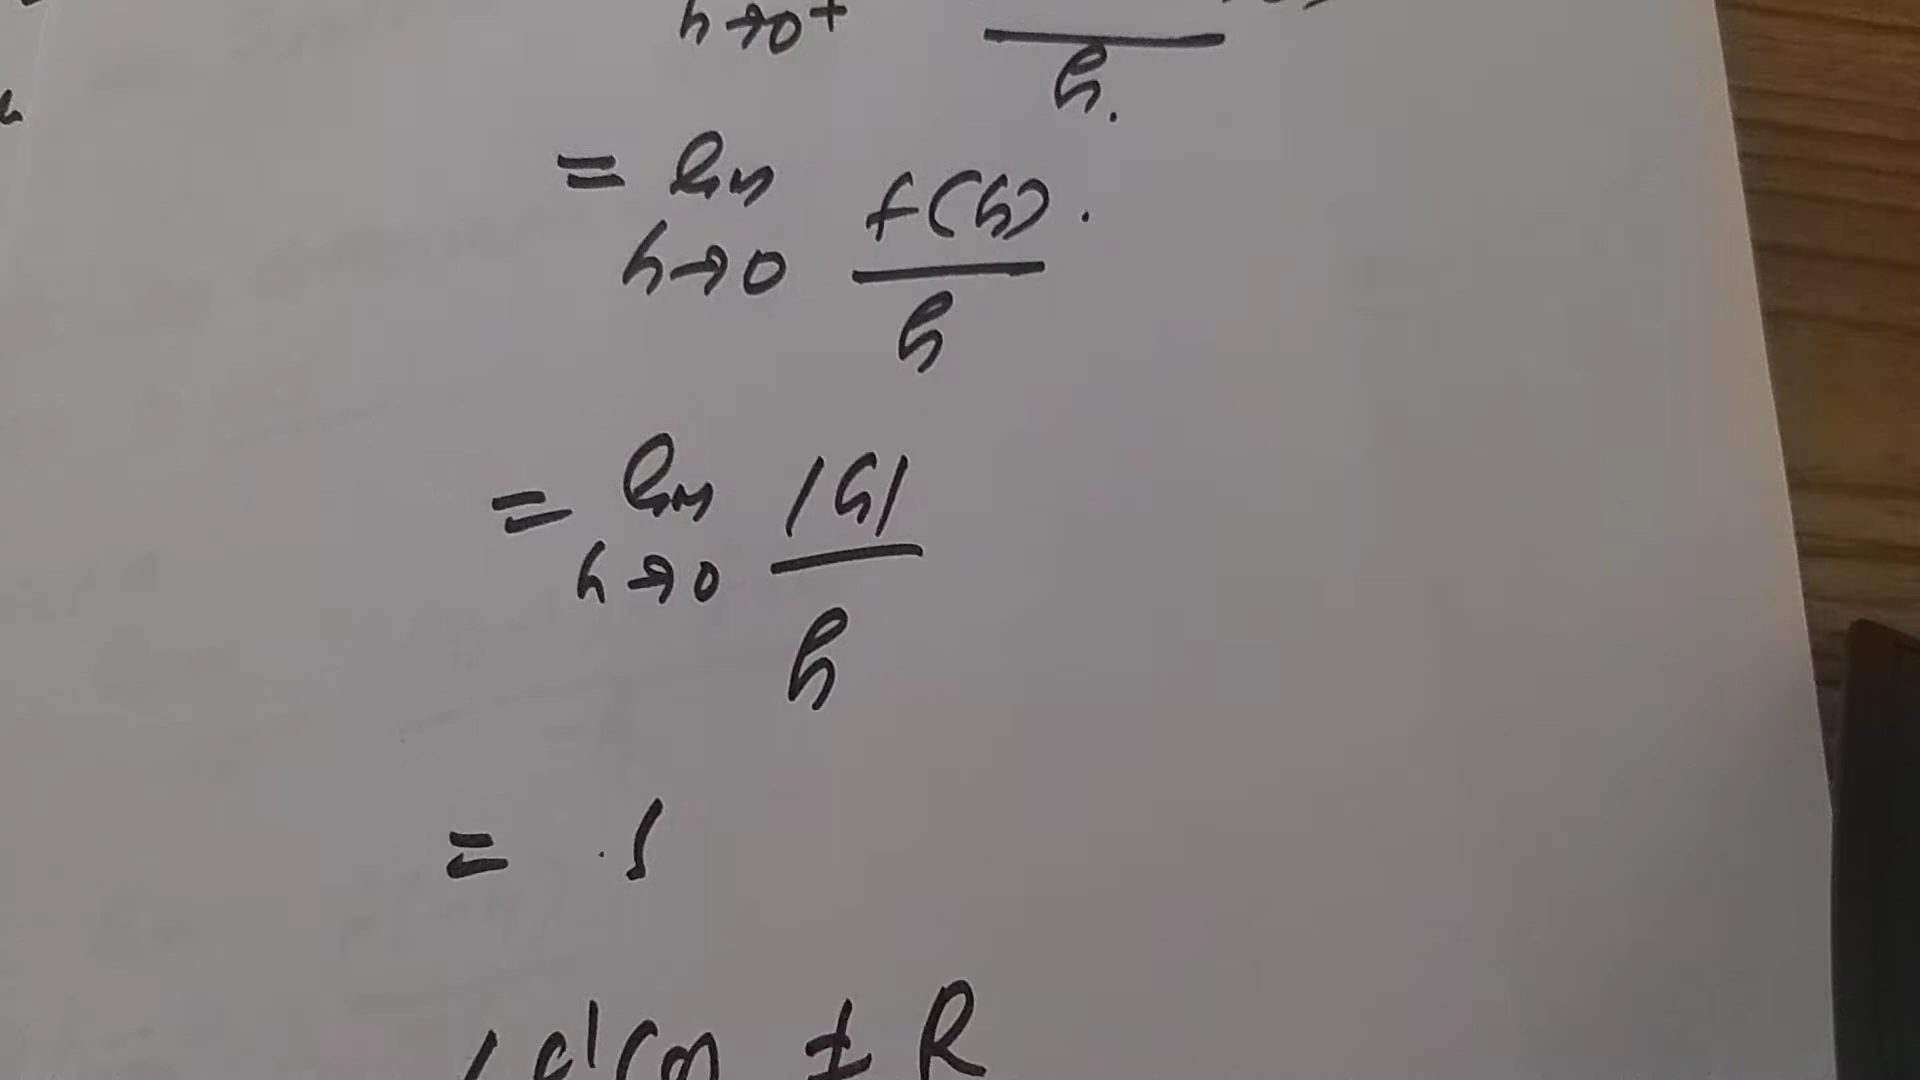 h→0+ h.
= lim h→0 f(h). / h
= lim h→0 |h| / h
= 1
≠ R